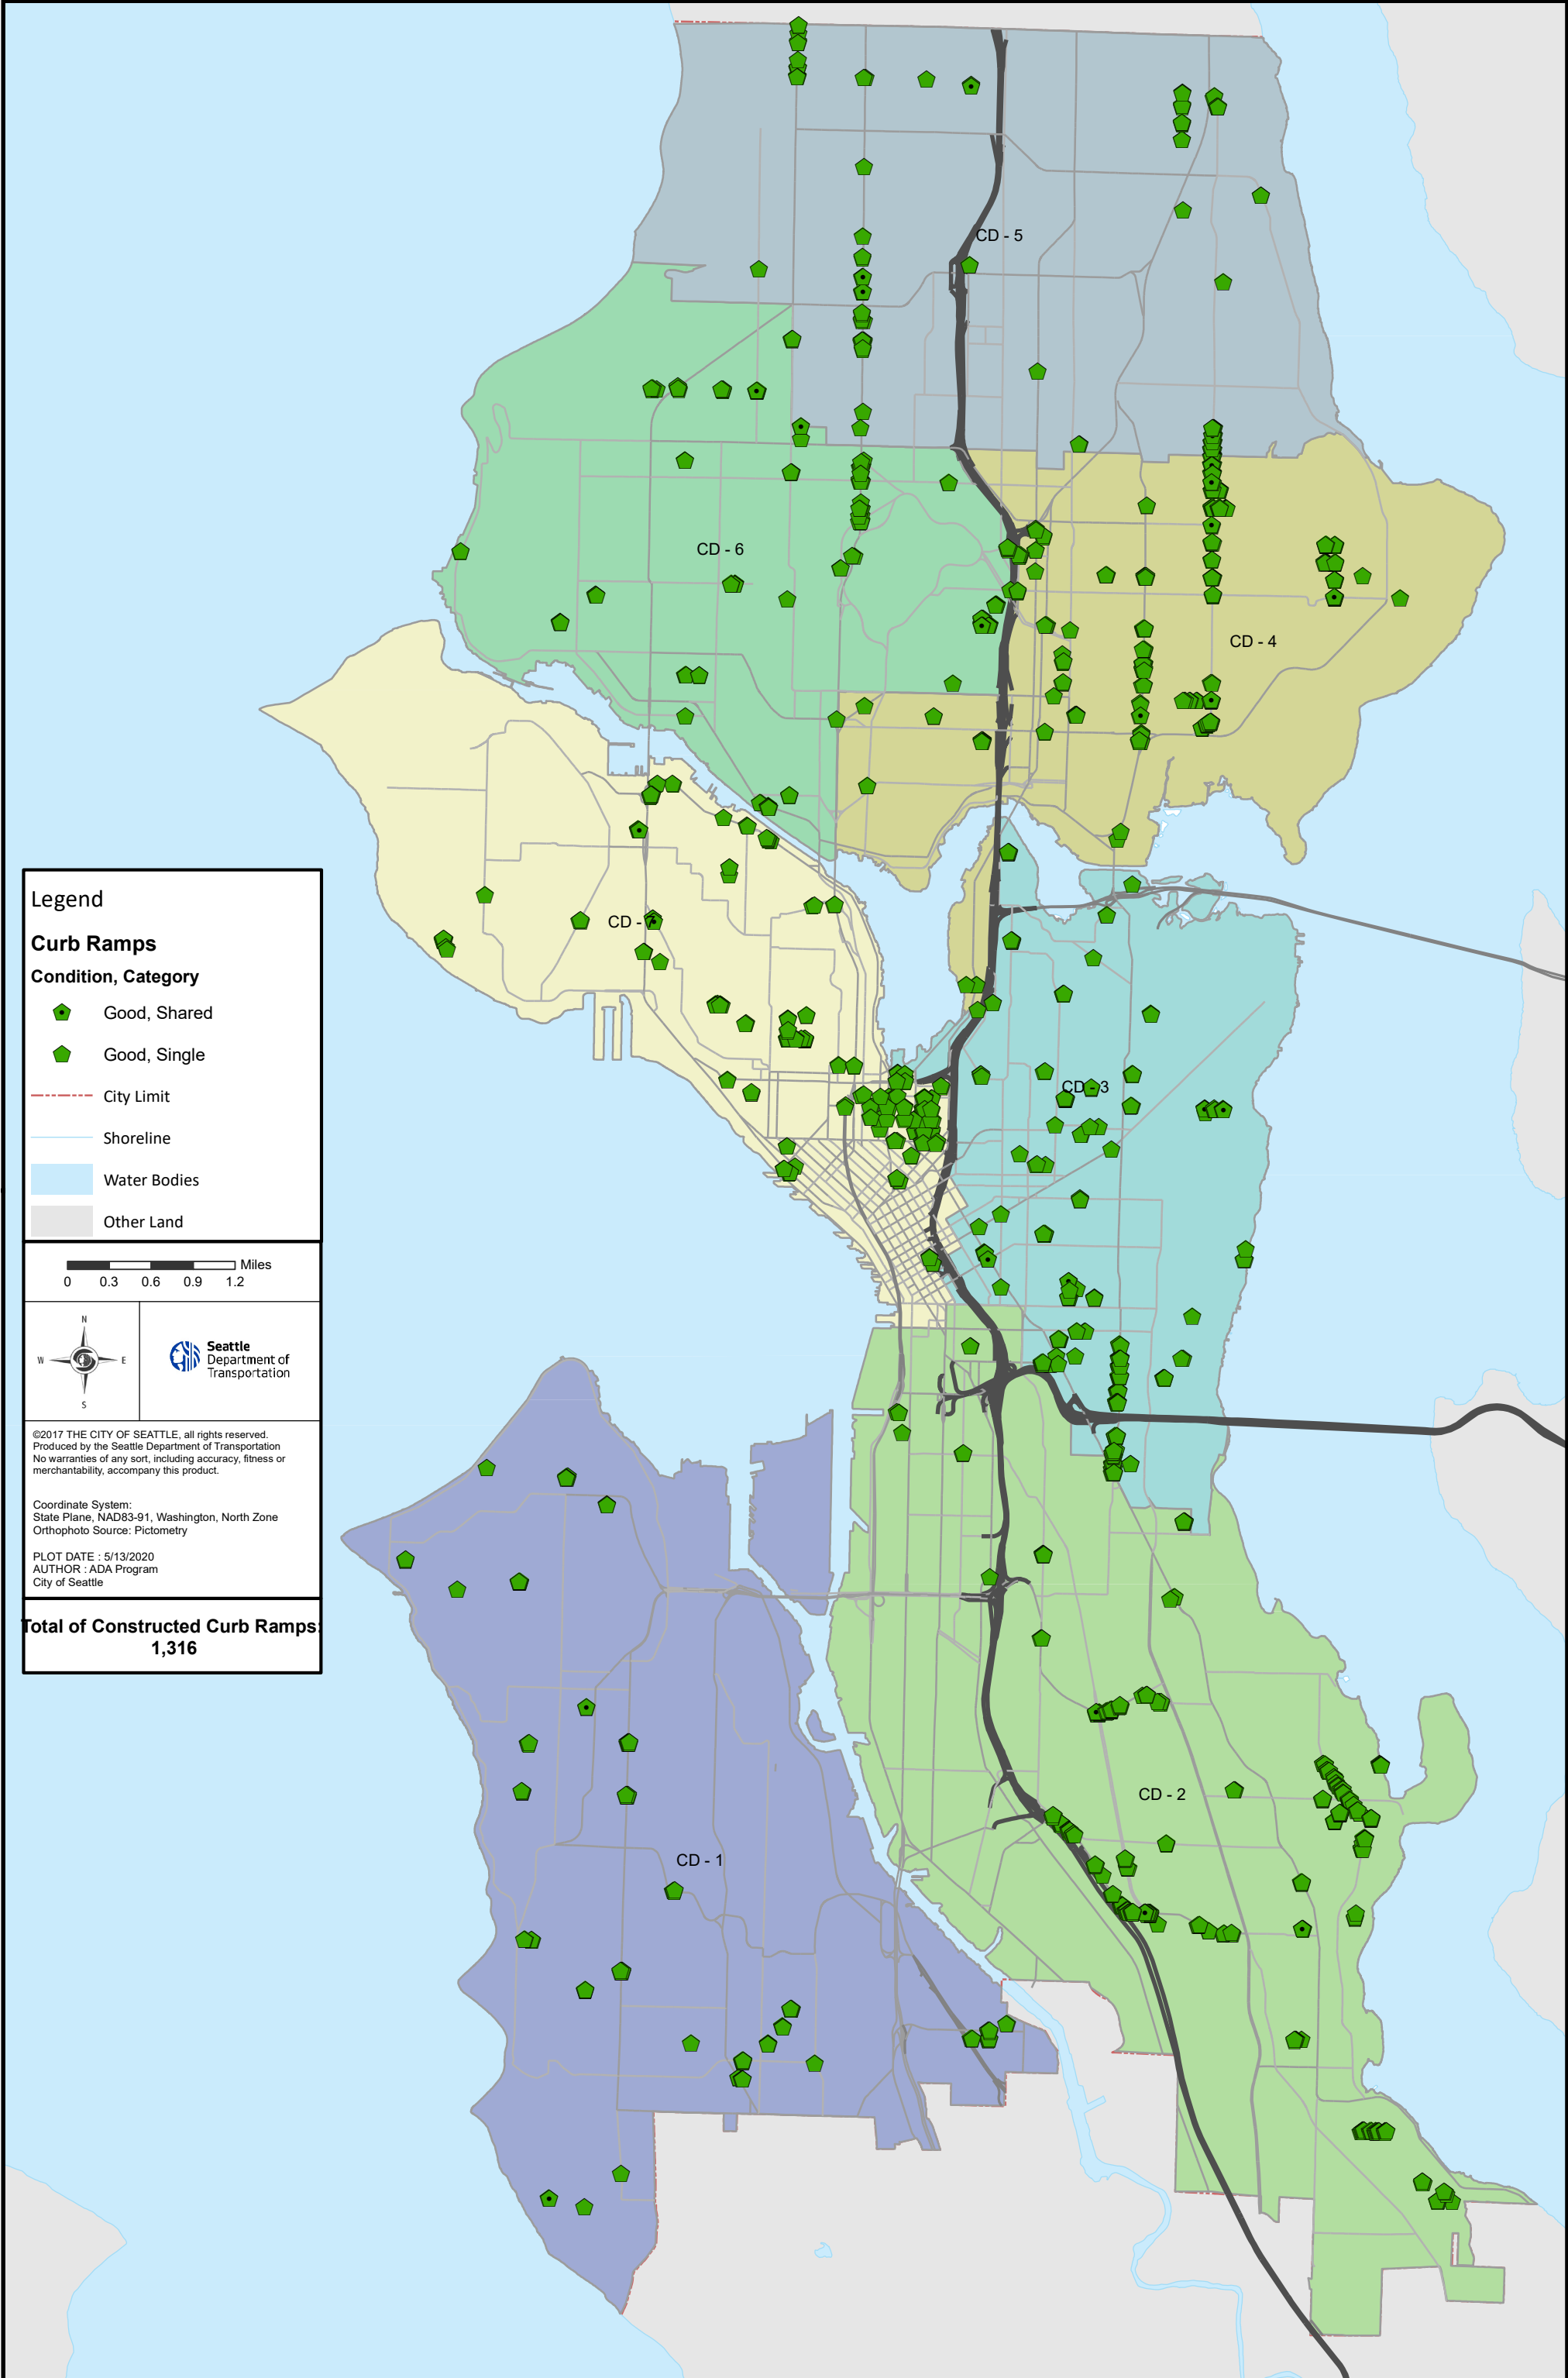 CD - 5
CD - 6
CD - 4
CD -
CD - 3
CD - 2
CD - 1
Legend
Curb Ramps
Condition, Category
Good, Shared
Good, Single
City Limit
Shoreline
Water Bodies
Other Land
Miles
0 0.3 0.6 0.9 1.2
N
W E
S
Seattle
Department of
Transportation
©2017 THE CITY OF SEATTLE, all rights reserved.
Produced by the Seattle Department of Transportation
No warranties of any sort, including accuracy, fitness or
merchantability, accompany this product.
Coordinate System:
State Plane, NAD83-91, Washington, North Zone
Orthophoto Source: Pictometry
PLOT DATE : 5/13/2020
AUTHOR : ADA Program
City of Seattle
Total of Constructed Curb Ramps:
1,316